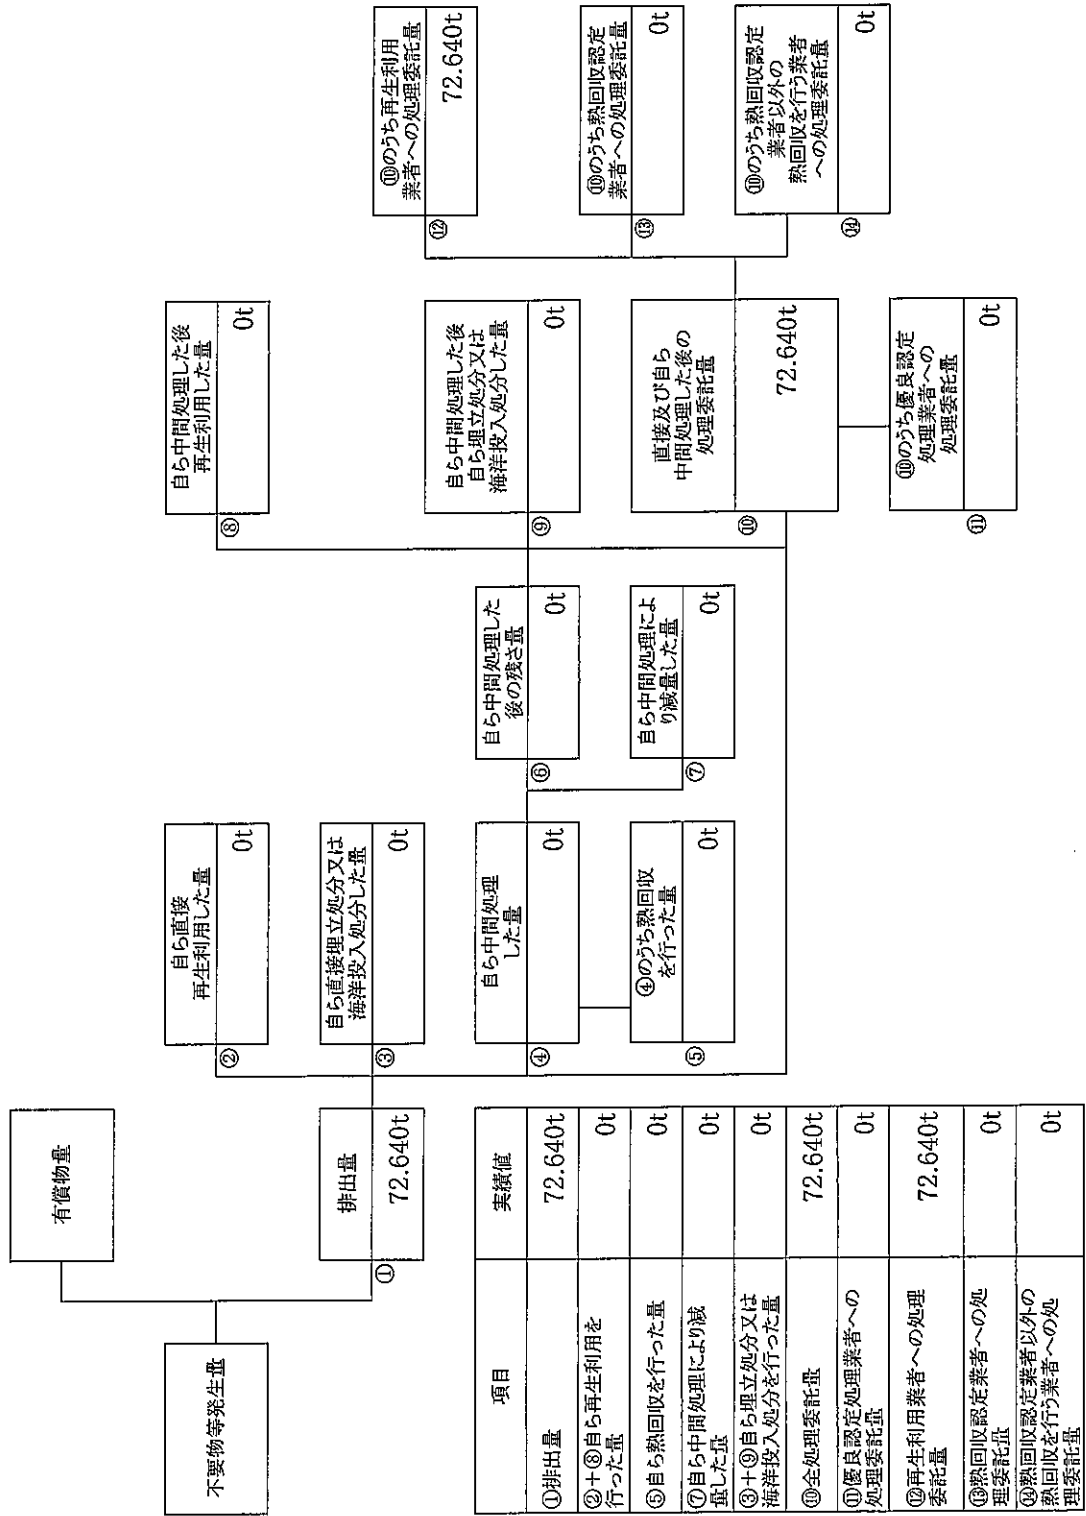 不要物等発生量
有償物量
①
排出量
72.640t
②
自ら直接
再生利用した量
0t
③
自ら直接埋立処分又は
海洋投入処分した量
0t
④
自ら中間処理
した量
0t
⑤
④のうち熱回収
を行った量
0t
⑥
自ら中間処理した
後の残さ量
0t
⑦
自ら中間処理によ
り減量した量
0t
⑧
自ら中間処理した後
再生利用した量
0t
⑨
自ら中間処理した後
自ら埋立処分又は
海洋投入処分した量
0t
⑩
直接及び自ら
中間処理した後の
処理委託量
72.640t
⑪
⑩のうち優良認定
処理業者への
処理委託量
0t
⑫
⑩のうち再生利用
業者への処理委託量
72.640t
⑬
⑩のうち熱回収認定
業者への処理委託量
0t
⑭
⑩のうち熱回収認定
業者以外の
熱回収を行う業者
への処理委託量
0t
項目
実績値
①排出量
72.640t
②+⑧自ら再生利用を
行った量
0t
⑤自ら熱回収を行った量
0t
⑦自ら中間処理により減
量した量
0t
③+⑨自ら埋立処分又は
海洋投入処分を行った量
0t
⑩全処理委託量
72.640t
⑪優良認定処理業者への
処理委託量
0t
⑫再生利用業者への処理
委託量
72.640t
⑬熱回収認定業者への処
理委託量
0t
⑭熱回収認定業者以外の
熱回収を行う業者への処
理委託量
0t